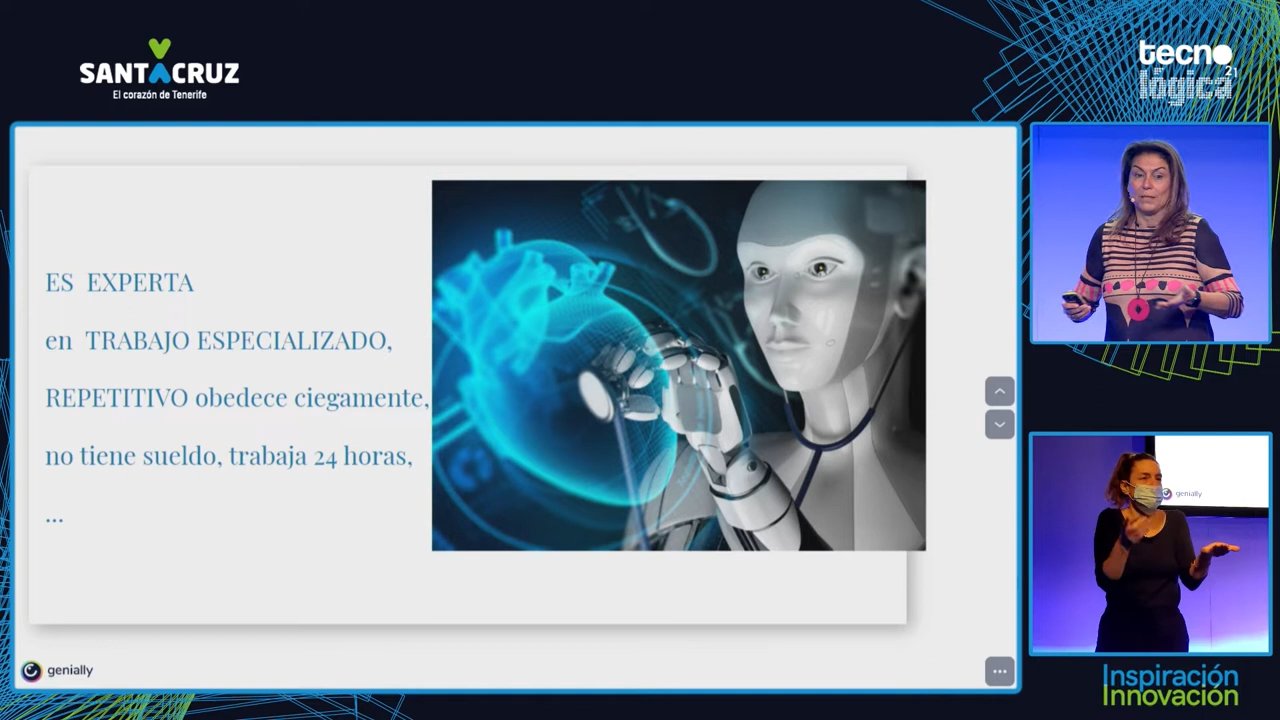 SANTACRUZ
El corazón de Tenerife
tecno
lógica
21
ES EXPERTA
en TRABAJO ESPECIALIZADO,
REPETITIVO obedece ciegamente,
no tiene sueldo, trabaja 24 horas,
...
genially
genially
Inspiración
Innovación